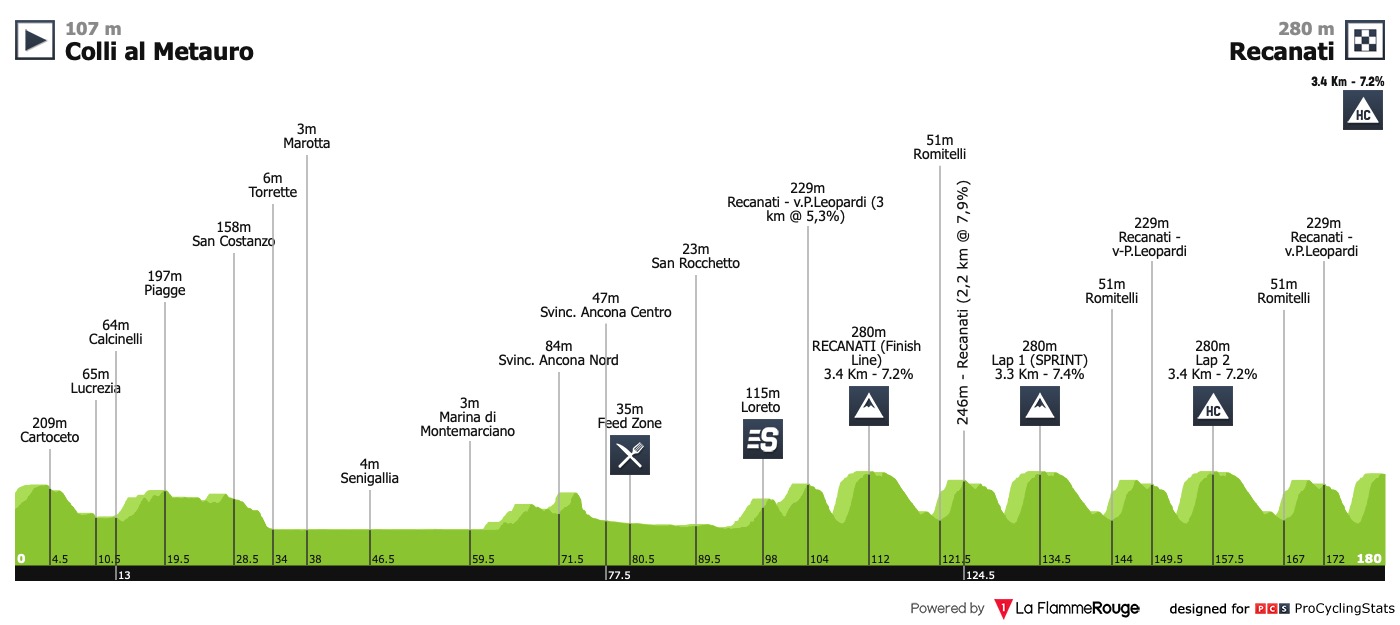 107 m
Colli al Metauro
280 m
Recanati
3.4 Km - 7.2%
HC
209m
Cartoceto
65m
Lucrezia
64m
Calcinelli
197m
Piagge
158m
San Costanzo
6m
Torrette
3m
Marotta
4m
Senigallia
3m
Marina di
Montemarciano
84m
Svinc. Ancona Nord
47m
Svinc. Ancona Centro
35m
Feed Zone
23m
San Rocchetto
115m
Loreto
S
229m
Recanati - v.P.Leopardi (3
km @ 5,3%)
280m
RECANATI (Finish
Line)
3.4 Km - 7.2%
51m
Romitelli
246m - Recanati (2,2 km @ 7,9%)
280m
Lap 1 (SPRINT)
3.3 Km - 7.4%
51m
Romitelli
229m
Recanati -
v-P.Leopardi
280m
Lap 2
3.4 Km - 7.2%
HC
51m
Romitelli
229m
Recanati -
v.P.Leopardi
0 4.5 10.5 19.5 28.5 34 38 46.5 59.5 71.5 80.5 89.5 98 104 112 121.5 134.5 144 149.5 157.5 167 172 180
13 77.5 124.5
Powered by 1 La FlammeRouge designed for PCS ProCyclingStats